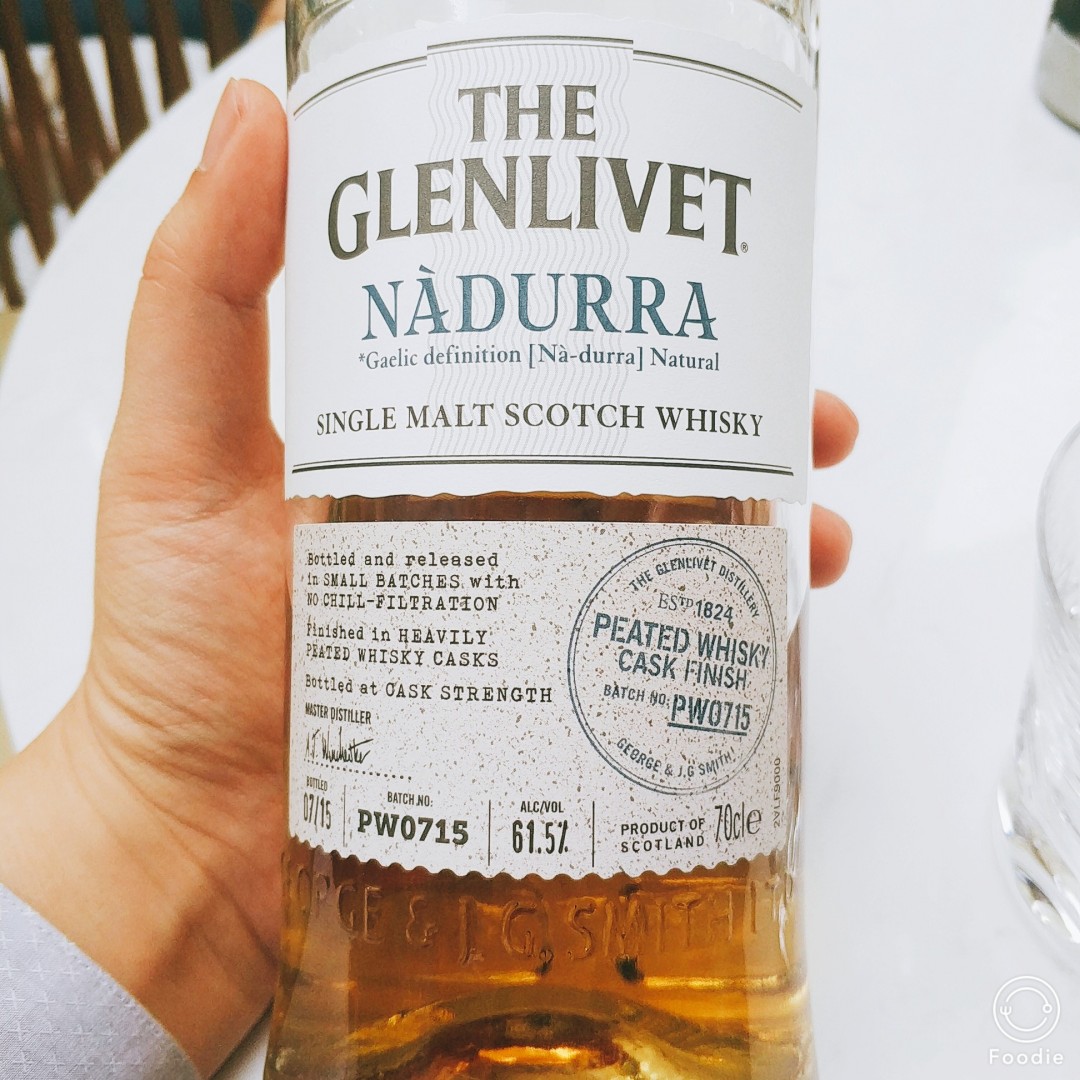 THE
GLENLIVET®
NÀDURRA
*Gaelic definition [Nà-durra] Natural
SINGLE MALT SCOTCH WHISKY
Bottled and released
in SMALL BATCHES with
NO CHILL-FILTRATION
Finished in HEAVILY
PEATED WHISKY CASKS
Bottled at CASK STRENGTH
MASTER DISTILLER
THE GLENLIVET DISTILLERY
ESTD 1824
PEATED WHISKY
CASK FINISH
BATCH NO: PW0715
GEORGE & J.G SMITH
BOTTLED
07/15
BATCH NO:
PW0715
ALC/VOL
61.5%
PRODUCT OF
SCOTLAND
70cl e
2VLF9000
GE & J.G. SMITH
Foodie